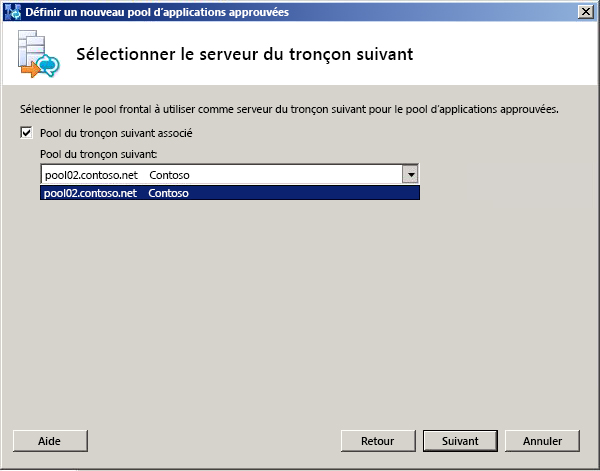 Définir un nouveau pool d'applications approuvées
Sélectionner le serveur du tronçon suivant
Sélectionner le pool frontal à utiliser comme serveur du tronçon suivant pour le pool d'applications approuvées.
Pool du tronçon suivant associé
Pool du tronçon suivant:
pool02.contoso.net Contoso
pool02.contoso.net Contoso
Aide Retour Suivant Annuler